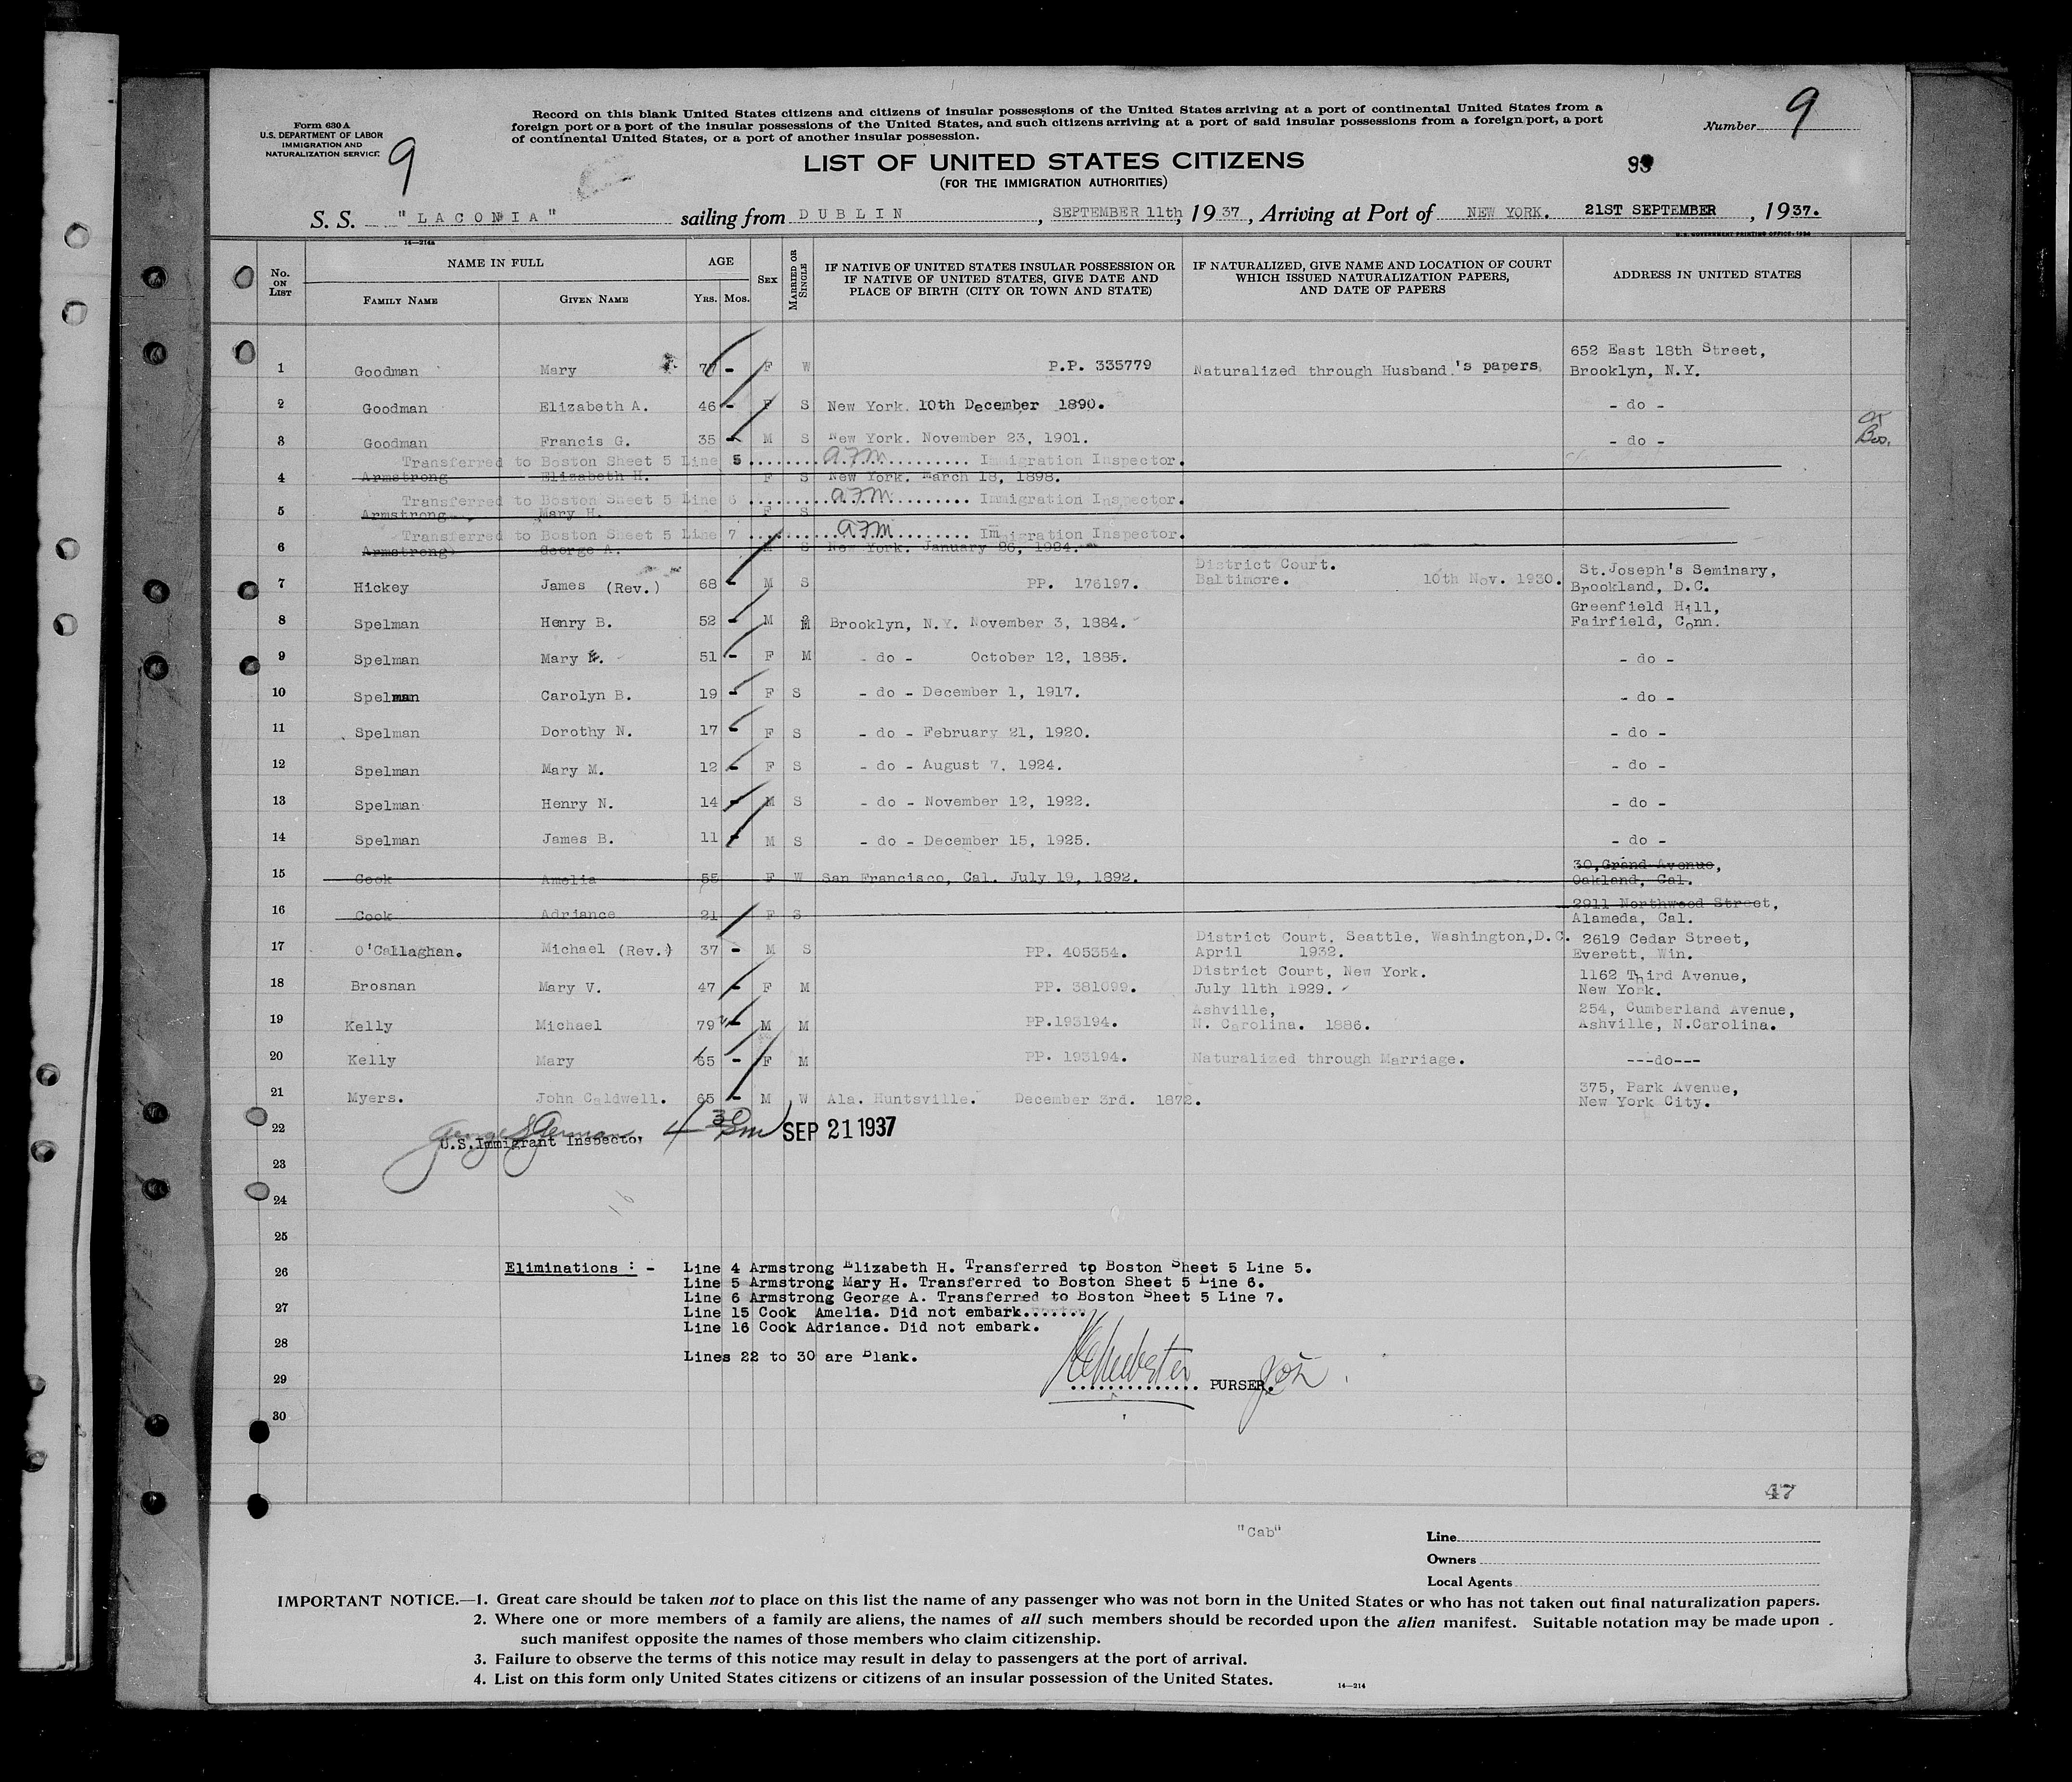 Form 630 A
U.S. DEPARTMENT OF LABOR
IMMIGRATION AND
NATURALIZATION SERVICE
9
Record on this blank United States citizens and citizens of insular possessions of the United States arriving at a port of continental United States from a
foreign port or a port of the insular possessions of the United States, and such citizens arriving at a port of said insular possessions from a foreign port, a port
of continental United States, or a port of another insular possession.
Number 9
LIST OF UNITED STATES CITIZENS
(FOR THE IMMIGRATION AUTHORITIES)
S. S. "LACONIA" sailing from DUBLIN, SEPTEMBER 11th, 1937, Arriving at Port of NEW YORK. 21ST SEPTEMBER, 1937.
14—214a
U.S. GOVERNMENT PRINTING OFFICE: 1934
No. ON LIST
NAME IN FULL
FAMILY NAME
GIVEN NAME
AGE
YRS. MOS.
SEX
MARRIED OR SINGLE
IF NATIVE OF UNITED STATES INSULAR POSSESSION OR
IF NATIVE OF UNITED STATES, GIVE DATE AND
PLACE OF BIRTH (CITY OR TOWN AND STATE)
IF NATURALIZED, GIVE NAME AND LOCATION OF COURT
WHICH ISSUED NATURALIZATION PAPERS,
AND DATE OF PAPERS
ADDRESS IN UNITED STATES
1 Goodman Mary - F W P.P. 335779 Naturalized through Husband's papers 652 East 18th Street,
Brooklyn, N.Y.
2 Goodman Elizabeth A. 46 - F S New York. 10th December 1890. - do -
3 Goodman Francis G. 35 - M S New York. November 23, 1901. - do -
Bos.
Transferred to Boston Sheet 5 Line 5 ........ AFM .......... Immigration Inspector.
4 Armstrong Elizabeth H. F S New York. March 18, 1898.
Transferred to Boston Sheet 5 Line 6 ........ AFM .......... Immigration Inspector.
5 Armstrong Mary H. F S
Transferred to Boston Sheet 5 Line 7 ........ AFM .......... Immigration Inspector.
6 Armstrong George A. M S New York. January 26, 1924.
7 Hickey James (Rev.) 68 - M S PP. 176197. District Court.
Baltimore. 10th Nov. 1930. St.Joseph's Seminary,
Brookland, D.C.
8 Spelman Henry B. 52 - M M Brooklyn, N.Y. November 3, 1884. Greenfield Hill,
Fairfield, Conn.
9 Spelman Mary 51 - F M - do - October 12, 1885. - do -
10 Spelman Carolyn B. 19 - F S - do - December 1, 1917. - do -
11 Spelman Dorothy N. 17 - F S - do - February 21, 1920. - do -
12 Spelman Mary M. 12 - F S - do - August 7, 1924. - do -
13 Spelman Henry N. 14 - M S - do - November 12, 1922. - do -
14 Spelman James B. 11 - M S - do - December 15, 1925. - do -
15 Cook Amelia 55 F W San Francisco, Cal. July 19, 1892. 30, Grand Avenue,
Oakland, Cal.
16 Cook Adriance 21 F S 2911 Northwood Street,
Alameda, Cal.
17 O'Callaghan. Michael (Rev.) 37 - M S PP. 405354. District Court, Seattle, Washington,D.C.
April 1932. 2619 Cedar Street,
Everett, Win.
18 Brosnan Mary V. 47 - F M PP. 381099. District Court, New York.
July 11th 1929. 1162 Third Avenue,
New York.
19 Kelly Michael 79 - M M PP.193194. Ashville,
N. Carolina. 1886. 254, Cumberland Avenue,
Ashville, N.Carolina.
20 Kelly Mary 65 - F M PP. 193194. Naturalized through Marriage. ---do---
21 Myers. John Caldwell. 65 - M W Ala. Huntsville. December 3rd. 1872. 375, Park Avenue,
New York City.
22 U.S.Immigrant Inspector 4 30 pm SEP 21 1937
23
24
25
26 Eliminations : - Line 4 Armstrong Elizabeth H. Transferred to Boston Sheet 5 Line 5.
Line 5 Armstrong Mary H. Transferred to Boston Sheet 5 Line 6.
Line 6 Armstrong George A. Transferred to Boston Sheet 5 Line 7.
27 Line 15 Cook Amelia. Did not embark.......
Line 16 Cook Adriance. Did not embark.
28 Lines 22 to 30 are Blank.
29 PURSER.
30
47
"Cab"
Line
Owners
Local Agents
IMPORTANT NOTICE.—1. Great care should be taken not to place on this list the name of any passenger who was not born in the United States or who has not taken out final naturalization papers.
2. Where one or more members of a family are aliens, the names of all such members should be recorded upon the alien manifest. Suitable notation may be made upon
such manifest opposite the names of those members who claim citizenship.
3. Failure to observe the terms of this notice may result in delay to passengers at the port of arrival.
4. List on this form only United States citizens or citizens of an insular possession of the United States.
14—214